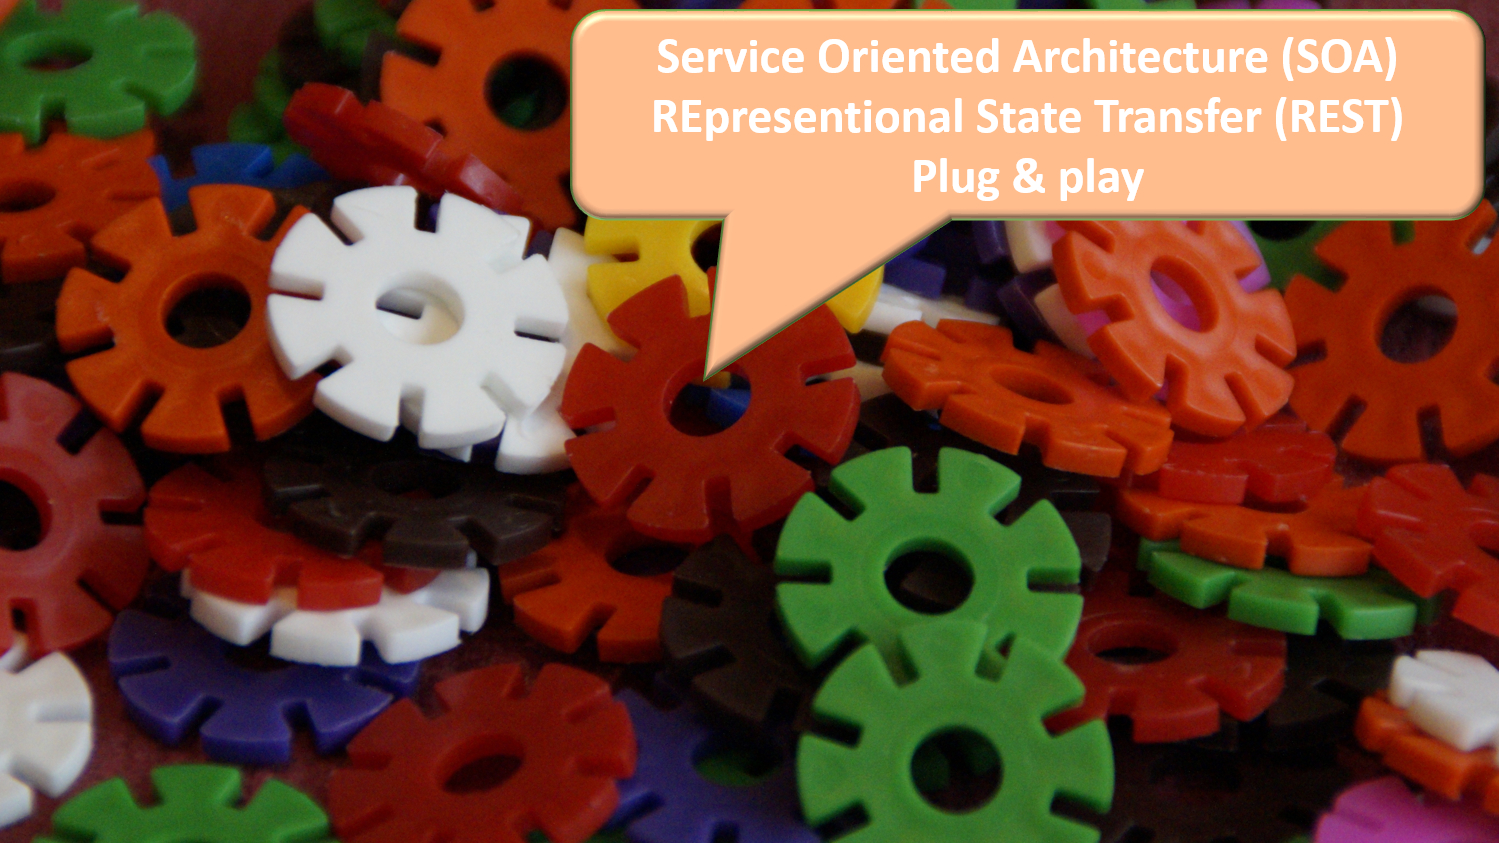 Service Oriented Architecture (SOA)
REpresentional State Transfer (REST)
Plug & play